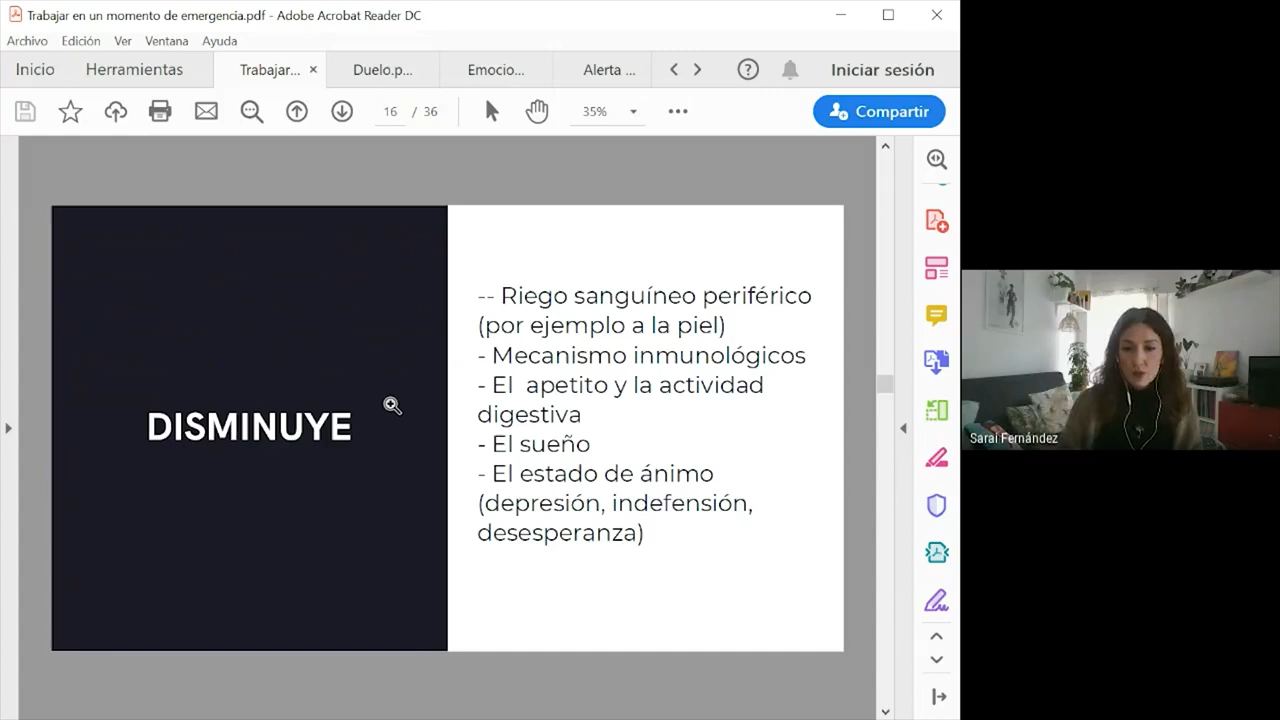 Trabajar en un momento de emergencia.pdf - Adobe Acrobat Reader DC
Archivo Edición Ver Ventana Ayuda
Inicio Herramientas Trabajar... Duelo.p... Emocio... Alerta ... Iniciar sesión
16 / 36 35% Compartir
DISMINUYE
-- Riego sanguíneo periférico
(por ejemplo a la piel)
- Mecanismo inmunológicos
- El apetito y la actividad
digestiva
- El sueño
- El estado de ánimo
(depresión, indefensión,
desesperanza)
Saraí Fernández